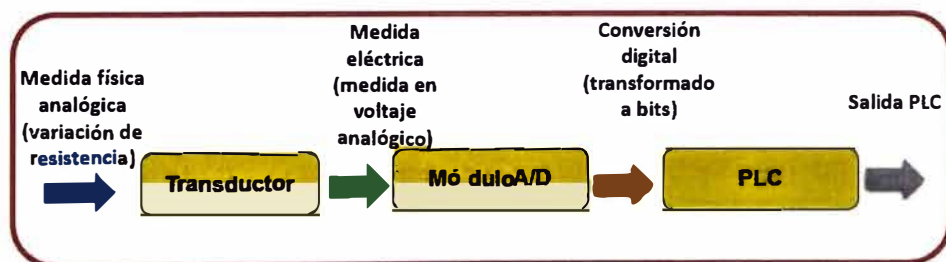 Medida física
analógica
(variación de
resistencia)
Transductor
Medida
eléctrica
(medida en
voltaje
analógico)
Mó duloA/D
Conversión
digital
(transformado
a bits)
PLC
Salida PLC